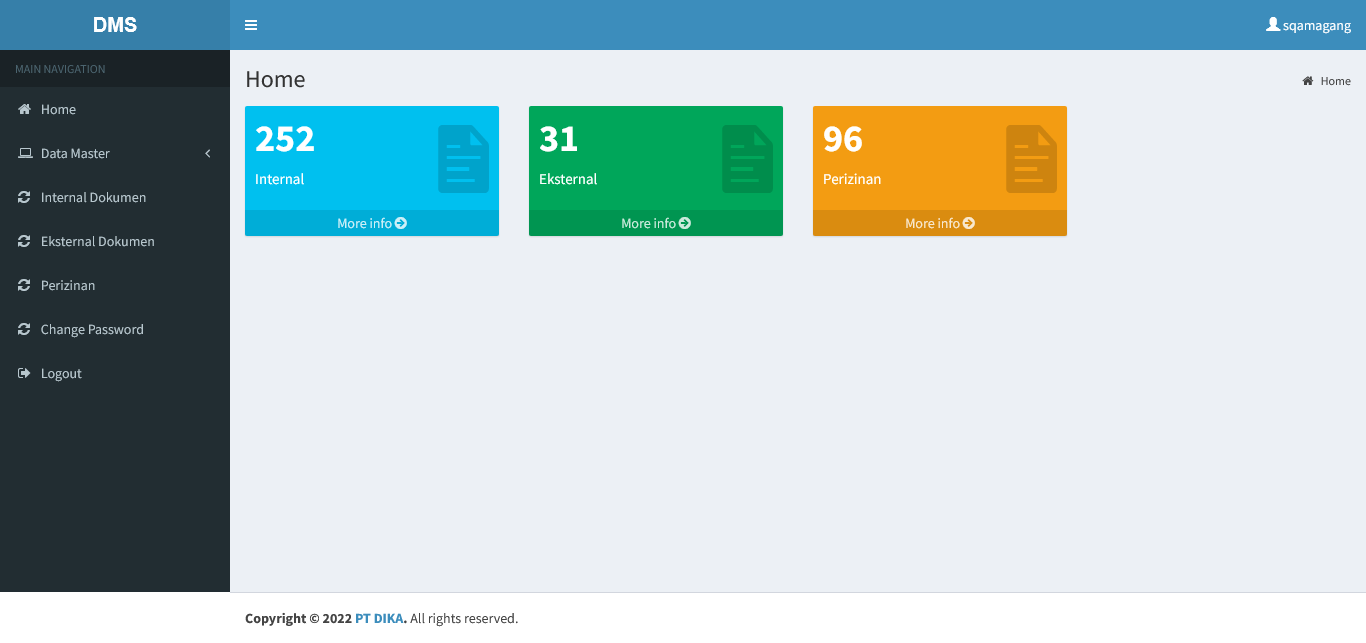 DMS
sqamagang
MAIN NAVIGATION
Home
Data Master
Internal Dokumen
Eksternal Dokumen
Perizinan
Change Password
Logout
Home
Home
252
Internal
More info
31
Eksternal
More info
96
Perizinan
More info
Copyright © 2022 PT DIKA. All rights reserved.